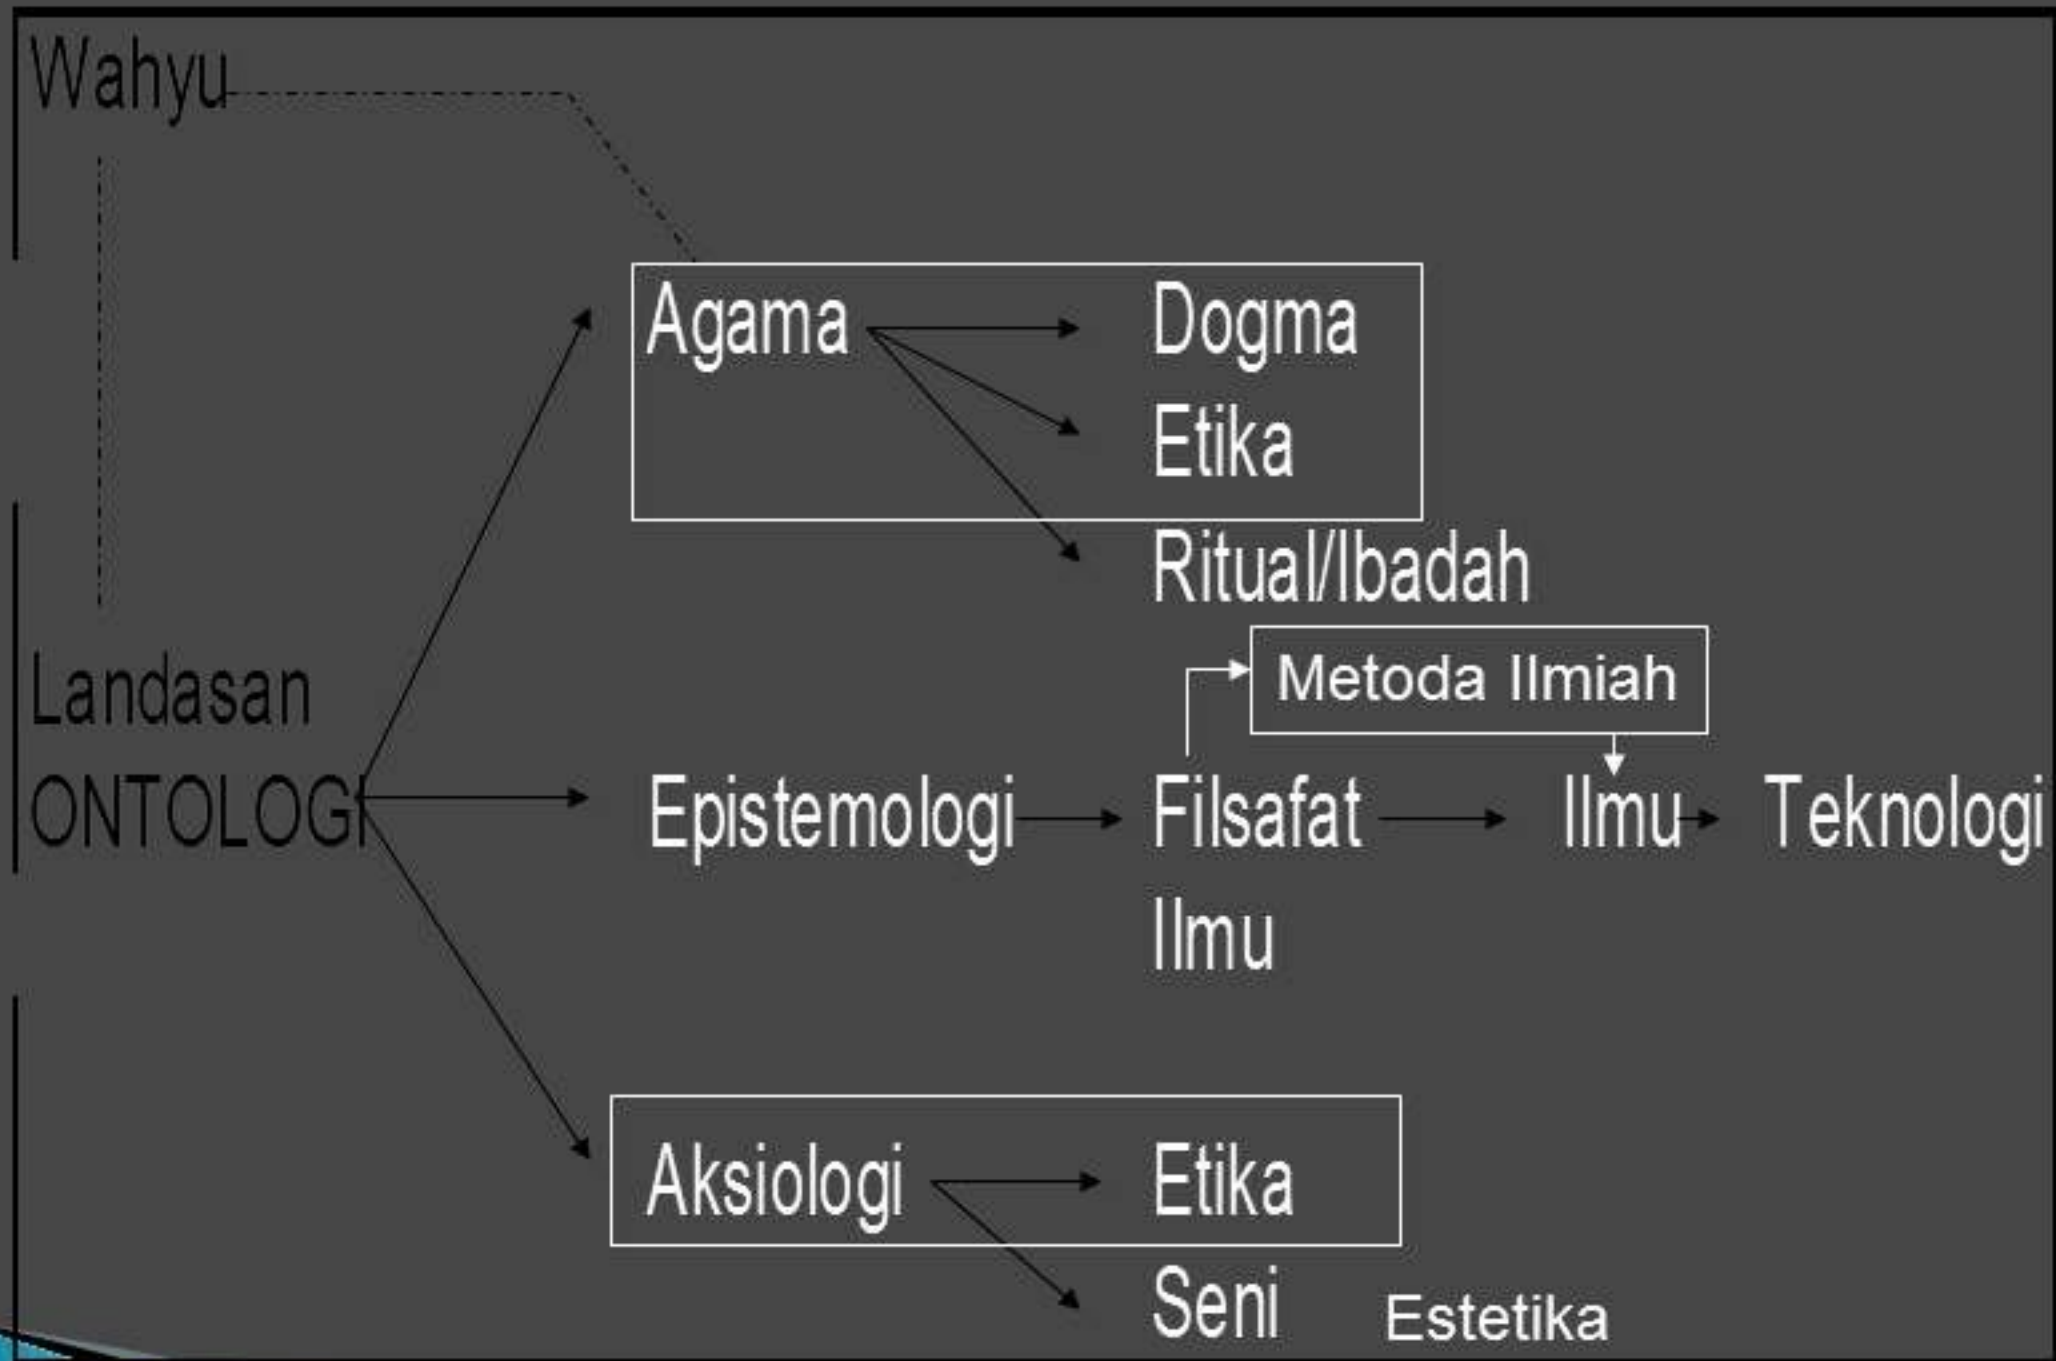 Wahyu
Agama Dogma
Etika
Ritual/Ibadah
Landasan Metoda Ilmiah
ONTOLOGI Epistemologi Filsafat Ilmu Teknologi
Ilmu
Aksiologi Etika
Seni Estetika